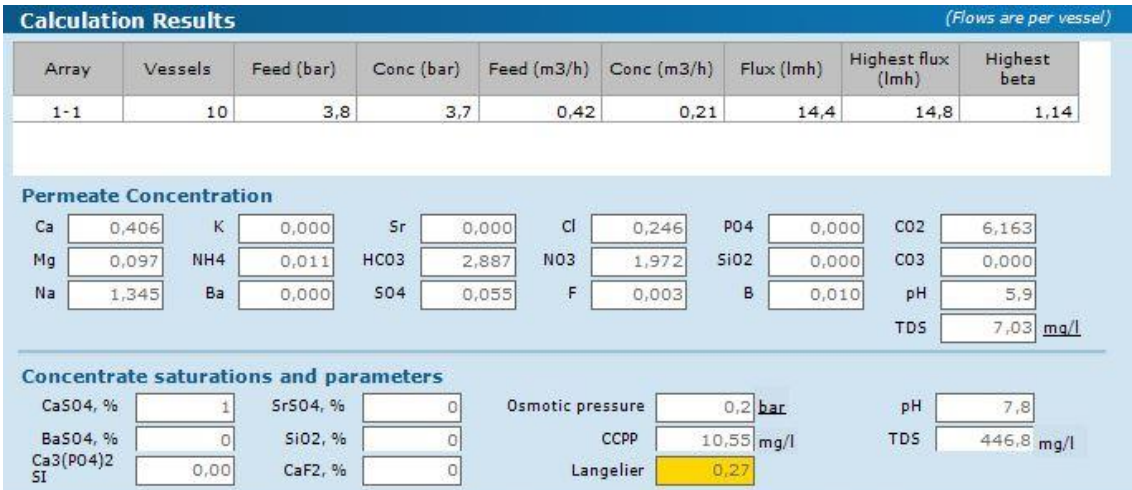 Calculation Results (Flows are per vessel)
Array Vessels Feed (bar) Conc (bar) Feed (m3/h) Conc (m3/h) Flux (lmh) Highest flux (lmh) Highest beta
1-1 10 3,8 3,7 0,42 0,21 14,4 14,8 1,14
Permeate Concentration
Ca 0,406 K 0,000 Sr 0,000 Cl 0,246 PO4 0,000 CO2 6,163
Mg 0,097 NH4 0,011 HCO3 2,887 NO3 1,972 SiO2 0,000 CO3 0,000
Na 1,345 Ba 0,000 SO4 0,055 F 0,003 B 0,010 pH 5,9
TDS 7,03 mg/l
Concentrate saturations and parameters
CaSO4, % 1 SrSO4, % 0 Osmotic pressure 0,2 bar pH 7,8
BaSO4, % 0 SiO2, % 0 CCPP 10,55 mg/l TDS 446,8 mg/l
Ca3(PO4)2 SI 0,00 CaF2, % 0 Langelier 0,27